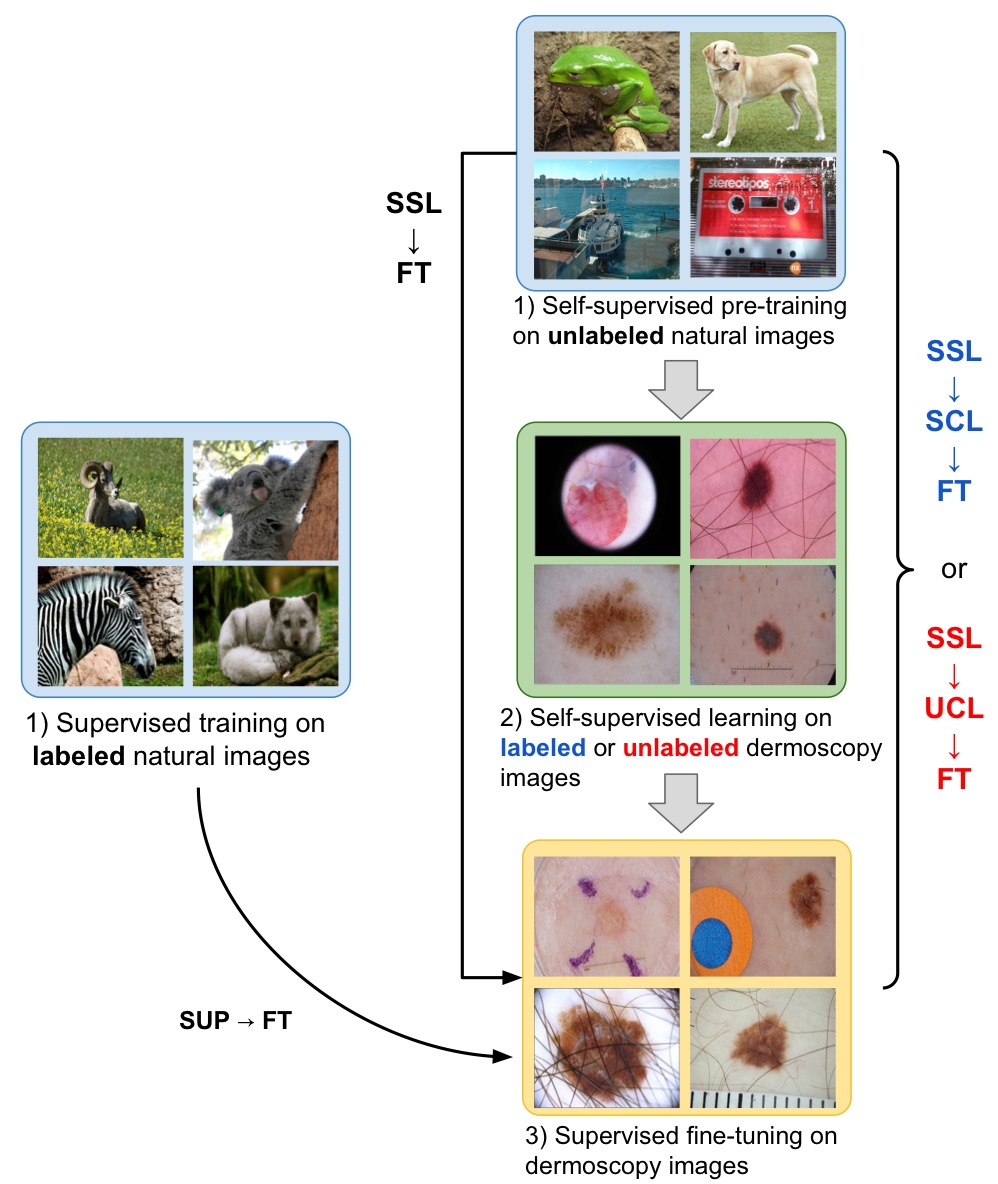 stereotipos
1
SSL
↓
FT
1) Self-supervised pre-training
on unlabeled natural images
SSL
↓
SCL
↓
FT
or
SSL
↓
UCL
↓
FT
1) Supervised training on
labeled natural images
2) Self-supervised learning on
labeled or unlabeled dermoscopy
images
SUP → FT
3) Supervised fine-tuning on
dermoscopy images